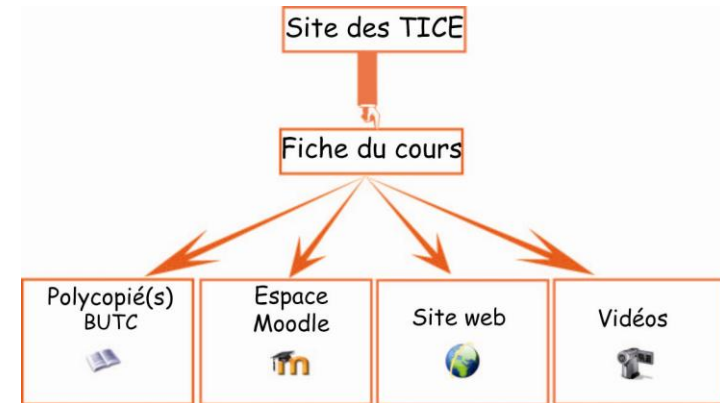 Site des TICE
Fiche du cours
Polycopié(s)
BUTC
Espace
Moodle
Site web
Vidéos